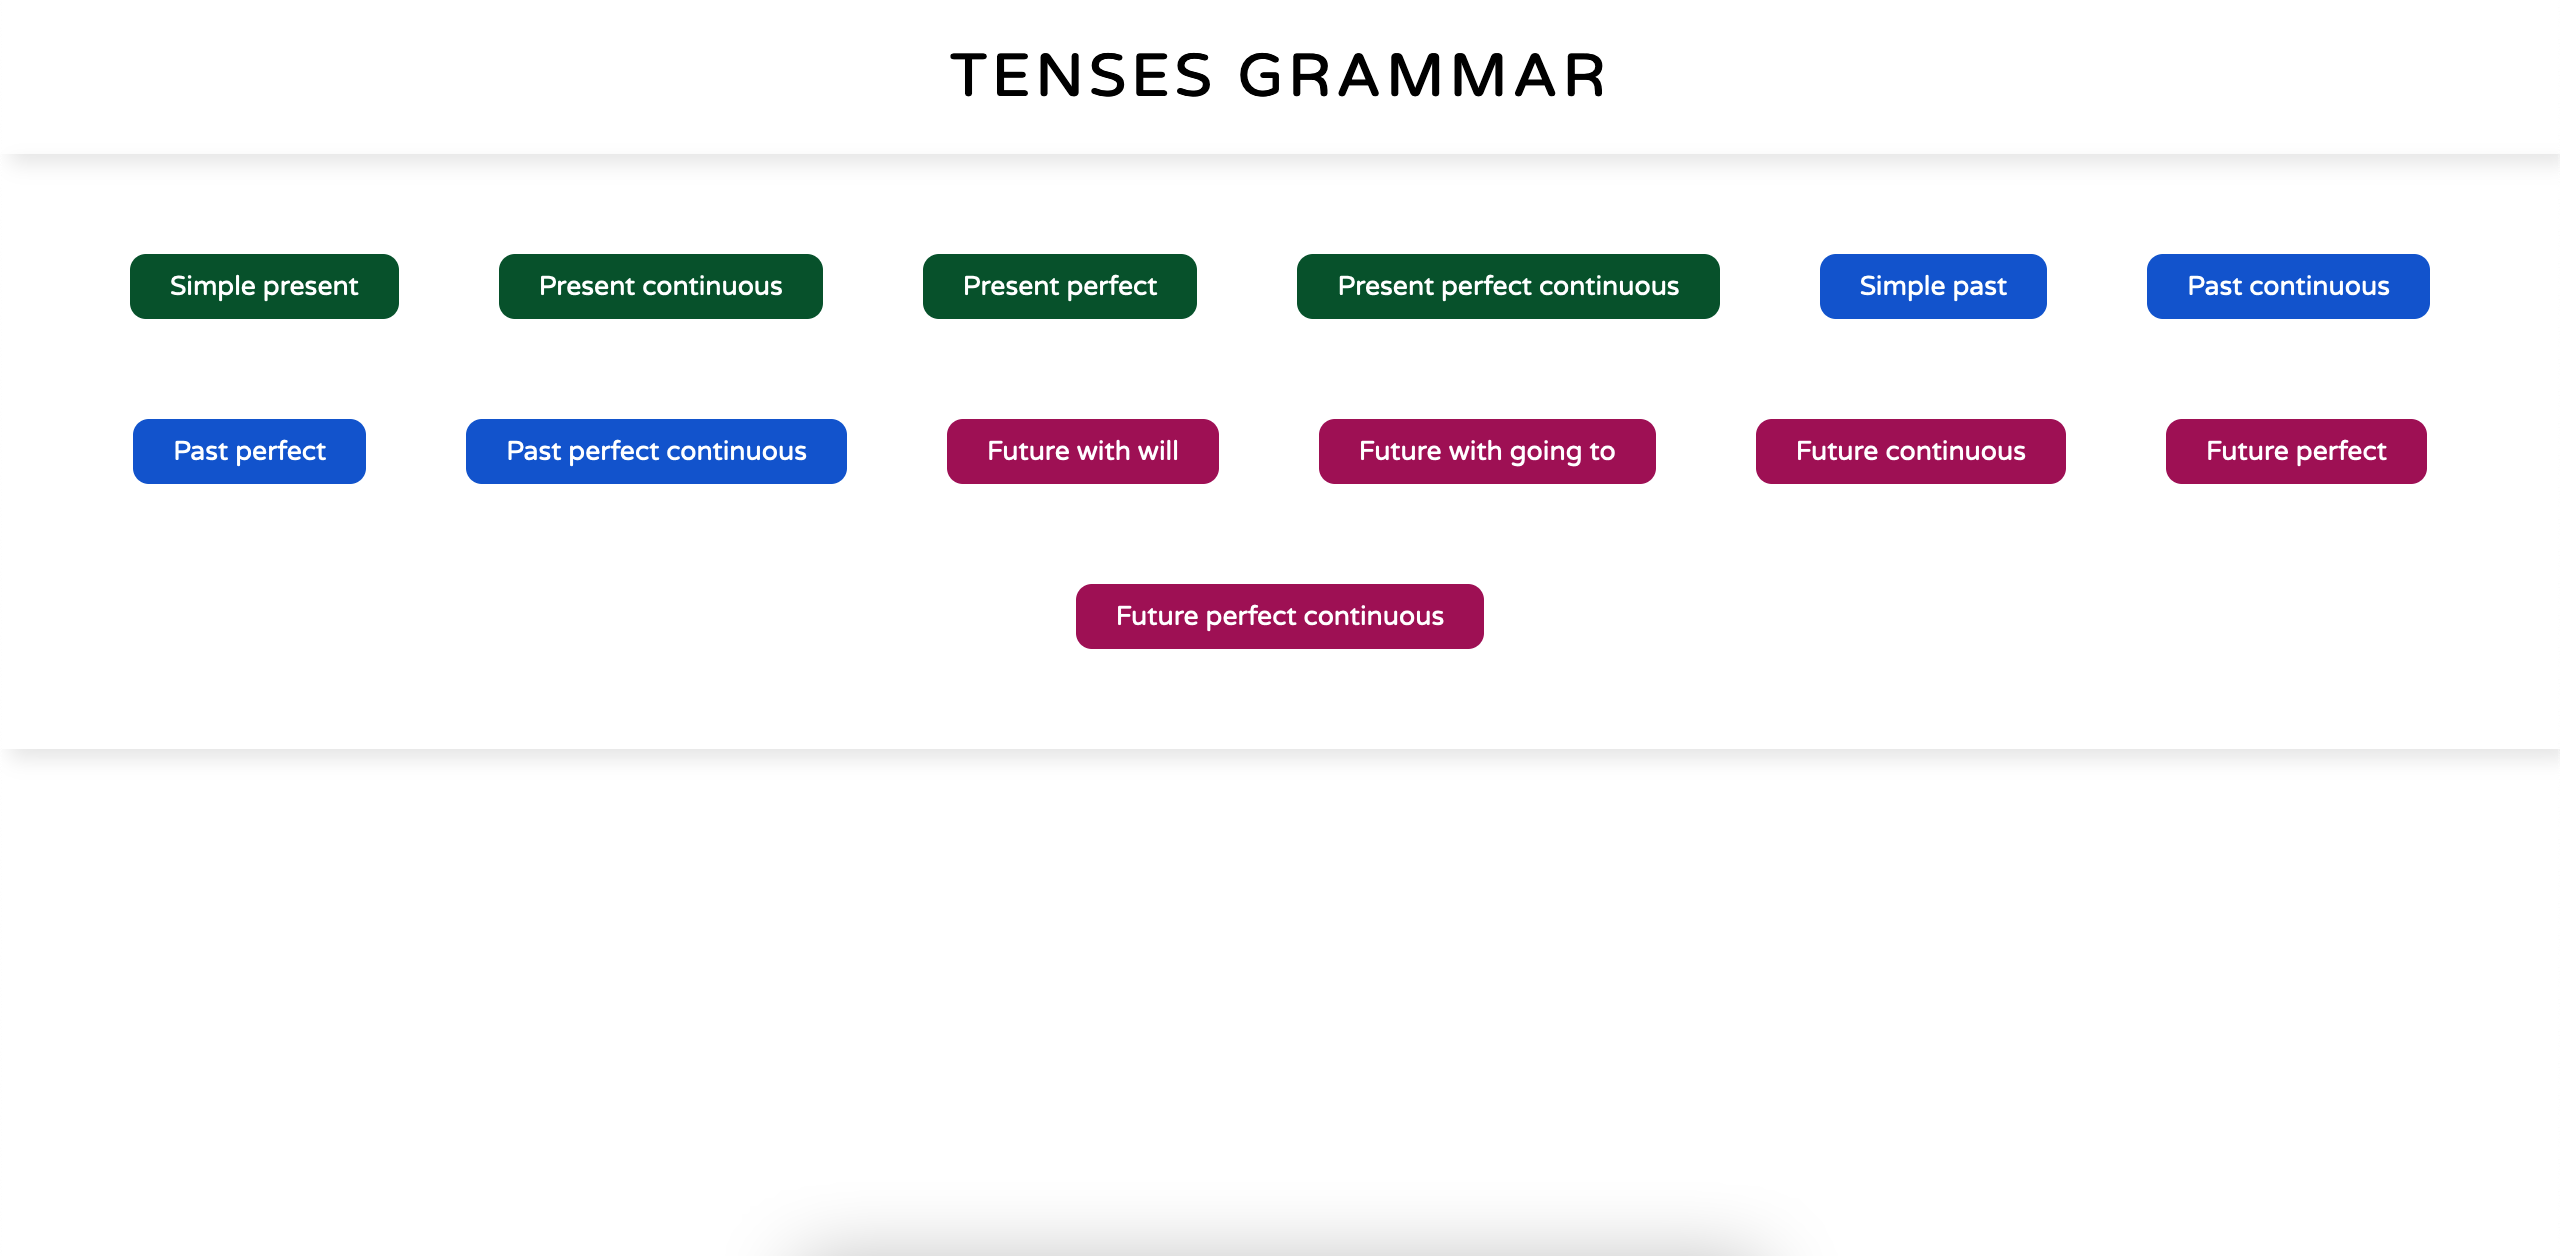 TENSES GRAMMAR
Simple present
Present continuous
Present perfect
Present perfect continuous
Simple past
Past continuous
Past perfect
Past perfect continuous
Future with will
Future with going to
Future continuous
Future perfect
Future perfect continuous